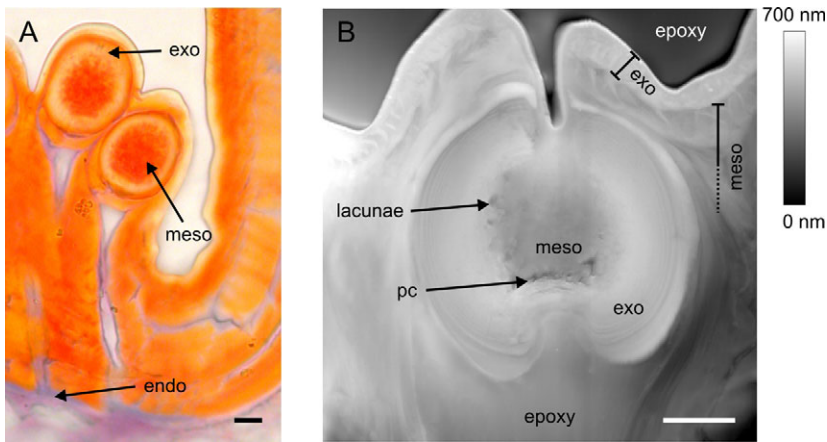 A
exo
meso
endo
B
epoxy
exo
meso
lacunae
meso
pc
exo
epoxy
700 nm
0 nm